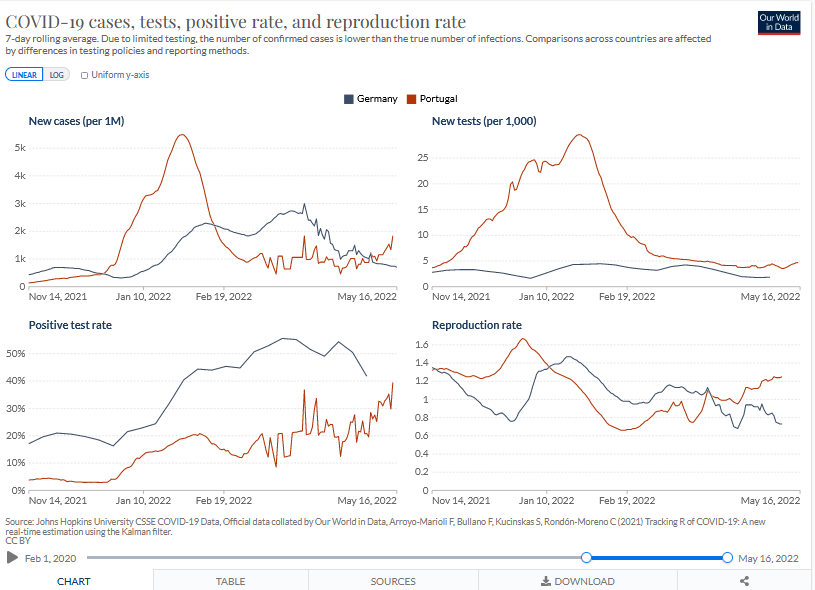 COVID-19 cases, tests, positive rate, and reproduction rate
Our World
in Data
7-day rolling average. Due to limited testing, the number of confirmed cases is lower than the true number of infections. Comparisons across countries are affected
by differences in testing policies and reporting methods.
LINEAR LOG Uniform y-axis
Germany Portugal
New cases (per 1M)
5k
4k
3k
2k
1k
0
Nov 14, 2021 Jan 10, 2022 Feb 19, 2022 May 16, 2022
New tests (per 1,000)
25
20
15
10
5
0
Nov 14, 2021 Jan 10, 2022 Feb 19, 2022 May 16, 2022
Positive test rate
50%
40%
30%
20%
10%
0%
Nov 14, 2021 Jan 10, 2022 Feb 19, 2022 May 16, 2022
Reproduction rate
1.6
1.4
1.2
1
0.8
0.6
0.4
0.2
0
Nov 14, 2021 Jan 10, 2022 Feb 19, 2022 May 16, 2022
Source: Johns Hopkins University CSSE COVID-19 Data, Official data collated by Our World in Data, Arroyo-Marioli F, Bullano F, Kucinskas S, Rondón-Moreno C (2021) Tracking R of COVID-19: A new
real-time estimation using the Kalman filter.
CC BY
Feb 1, 2020 May 16, 2022
CHART TABLE SOURCES DOWNLOAD